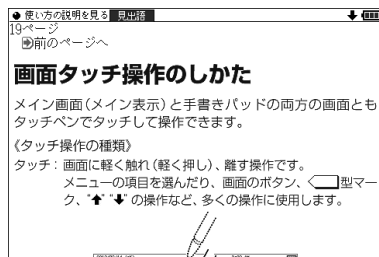 ● 使い方の説明を見る 見出語
19ページ
前のページへ
画面タッチ操作のしかた
メイン画面(メイン表示)と手書きパッドの両方の画面とも
タッチペンでタッチして操作できます。
《タッチ操作の種類》
タッチ：画面に軽く触れ(軽く押し)、離す操作です。
メニューの項目を選んだり、画面のボタン、型マー
ク、"↑" "↓" の操作など、多くの操作に使用します。